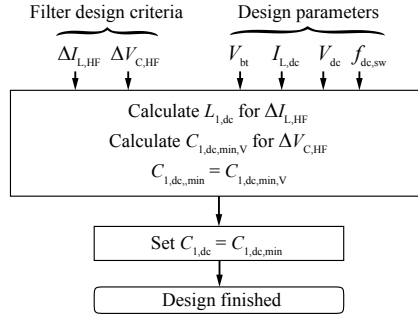 Filter design criteria Design parameters
ΔI_L,HF ΔV_C,HF V_bt I_L,dc V_dc f_dc,sw
Calculate L_1,dc for ΔI_L,HF
Calculate C_1,dc,min,V for ΔV_C,HF
C_1,dc,,min = C_1,dc,min,V
Set C_1,dc = C_1,dc,min
Design finished